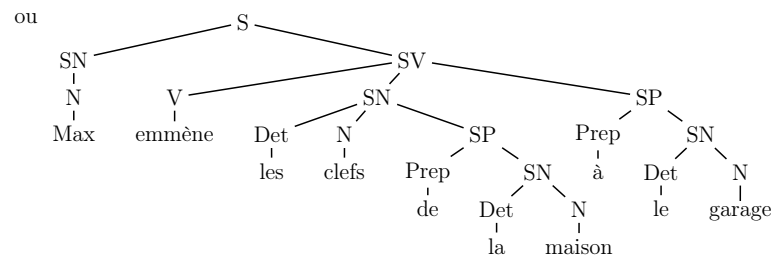 ou
S
SN SV
N V SN SP
Max emmène Det N SP Prep SN
les clefs Prep SN à Det N
de Det N le garage
la maison